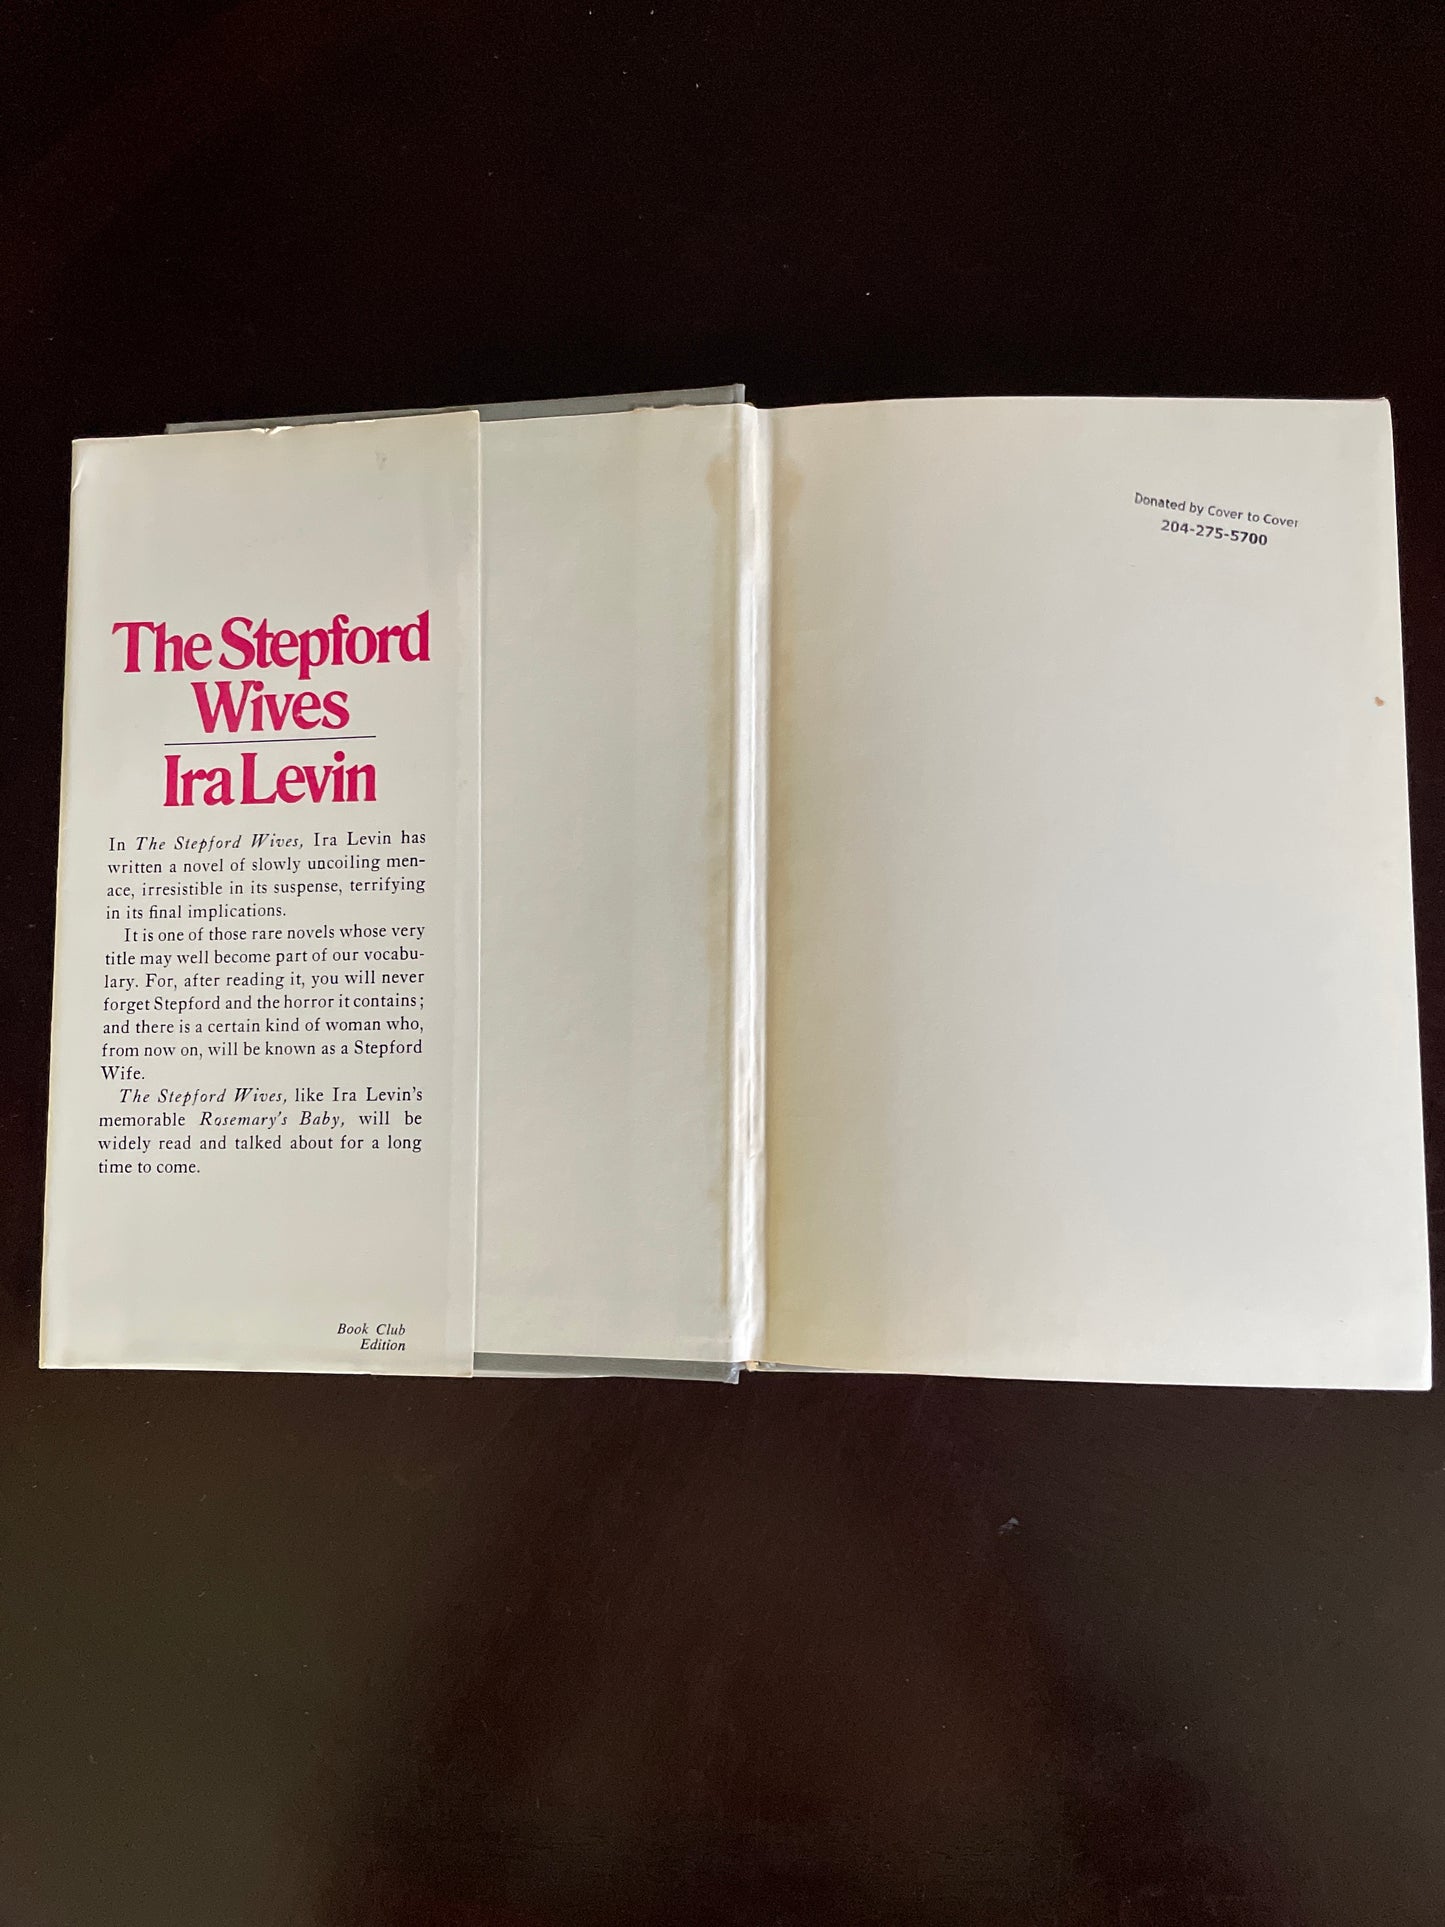 The Stepford
Wives
Ira Levin
In The Stepford Wives, Ira Levin has
written a novel of slowly uncoiling men-
ace, irresistible in its suspense, terrifying
in its final implications.
It is one of those rare novels whose very
title may well become part of our vocabu-
lary. For, after reading it, you will never
forget Stepford and the horror it contains;
and there is a certain kind of woman who,
from now on, will be known as a Stepford
Wife.
The Stepford Wives, like Ira Levin's
memorable Rosemary's Baby, will be
widely read and talked about for a long
time to come.
Book Club
Edition
Donated by Cover to Cover
204-275-5700